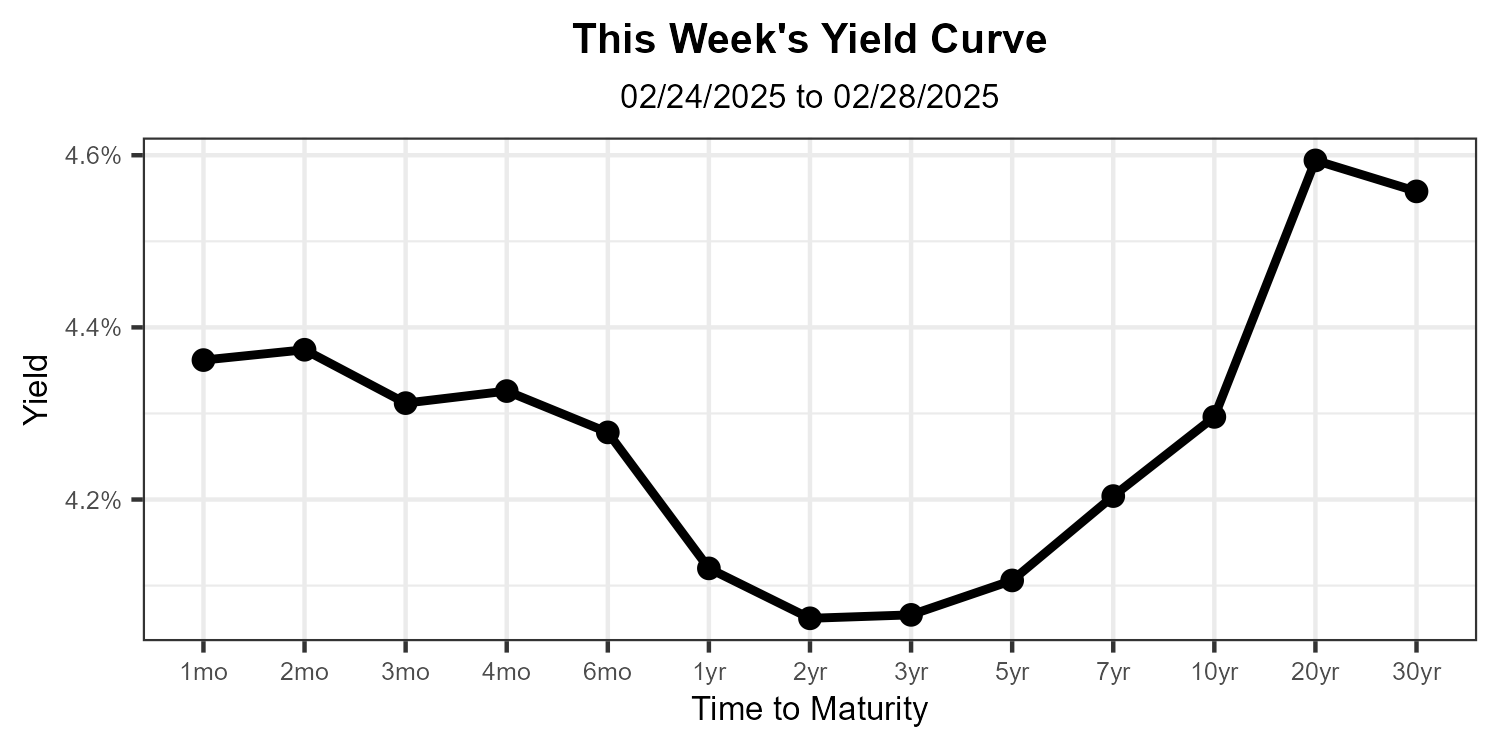 This Week's Yield Curve
02/24/2025 to 02/28/2025
4.6%
4.4%
4.2%
Yield
1mo 2mo 3mo 4mo 6mo 1yr 2yr 3yr 5yr 7yr 10yr 20yr 30yr
Time to Maturity